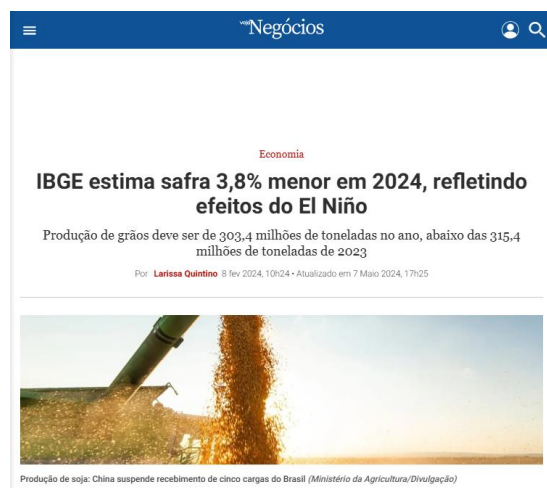 veja Negócios
Economia
IBGE estima safra 3,8% menor em 2024, refletindo
efeitos do El Niño
Produção de grãos deve ser de 303,4 milhões de toneladas no ano, abaixo das 315,4
milhões de toneladas de 2023
Por Larissa Quintino 8 fev 2024, 10h24 • Atualizado em 7 Maio 2024, 17h25
Produção de soja: China suspende recebimento de cinco cargas do Brasil (Ministério da Agricultura/Divulgação)